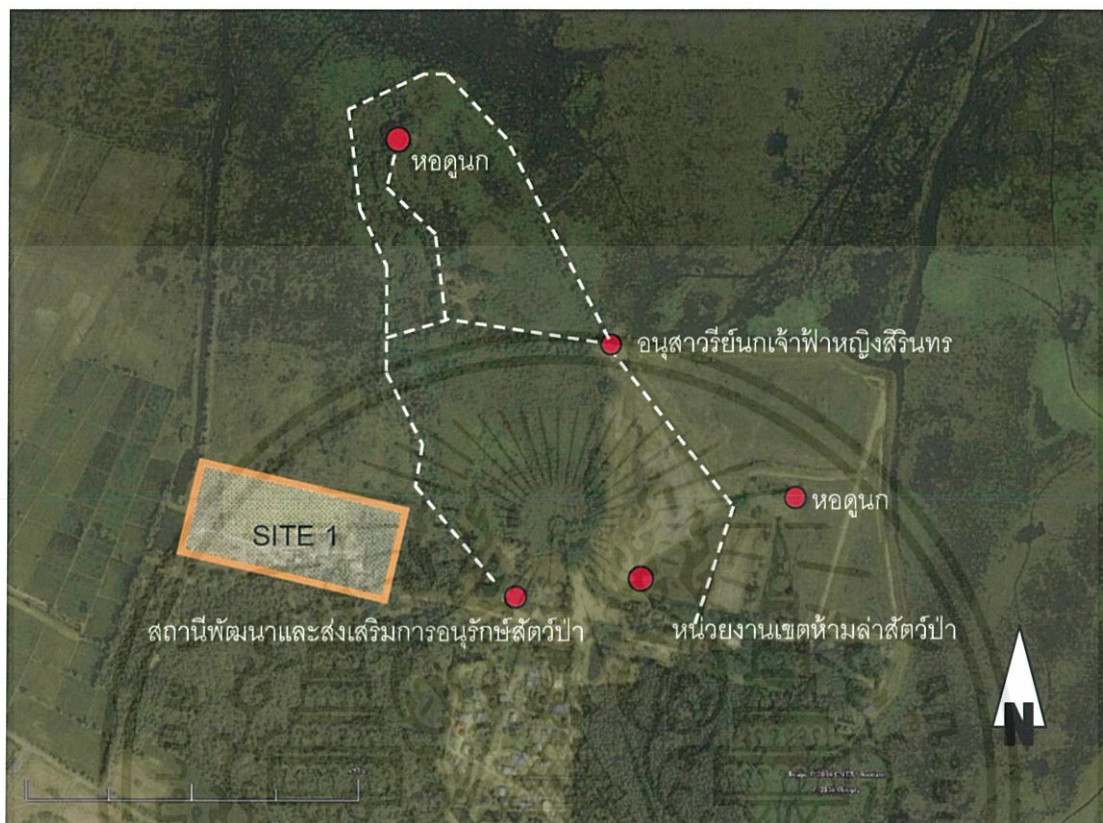 หอดูนก
อนุสาวรีย์นกเจ้าฟ้าหญิงสิรินทร
หอดูนก
SITE 1
สถานีพัฒนาและส่งเสริมการอนุรักษ์สัตว์ป่า
หน่วยงานเขตห้ามล่าสัตว์ป่า
N